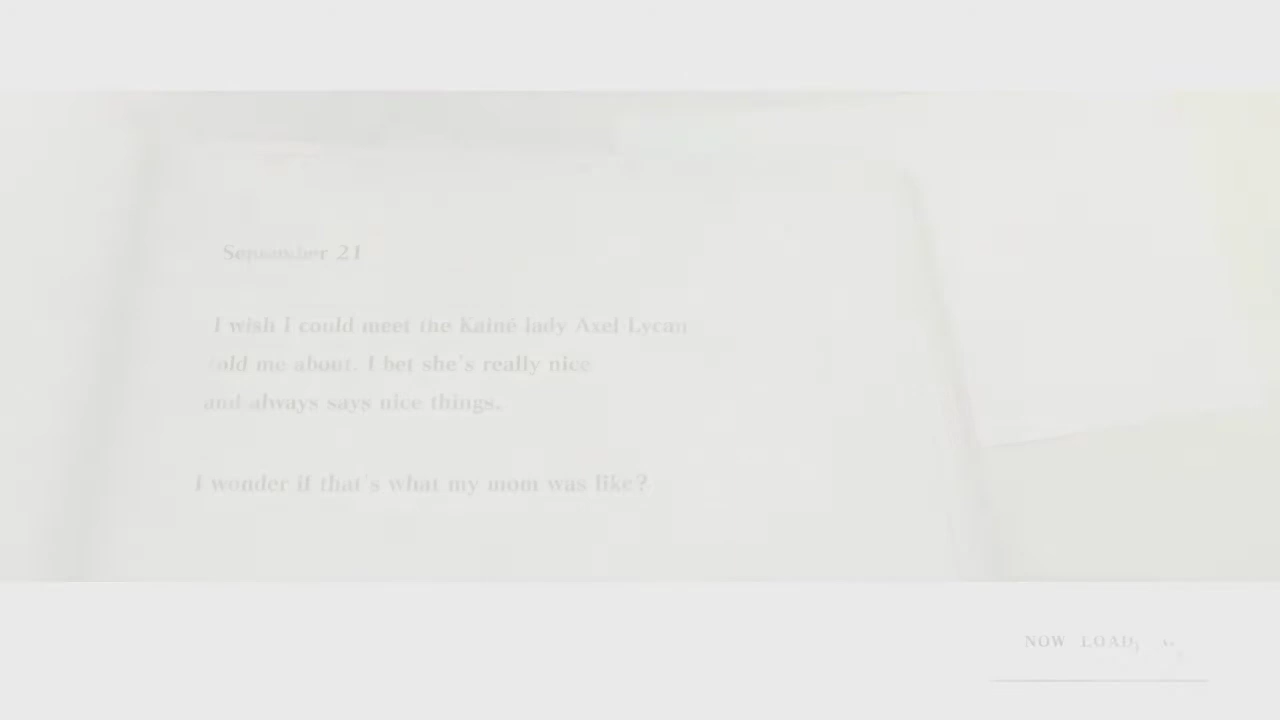 September 21
I wish I could meet the Kainé lady Axel Lycan
told me about. I bet she's really nice
and always says nice things.
I wonder if that's what my mom was like?
NOW